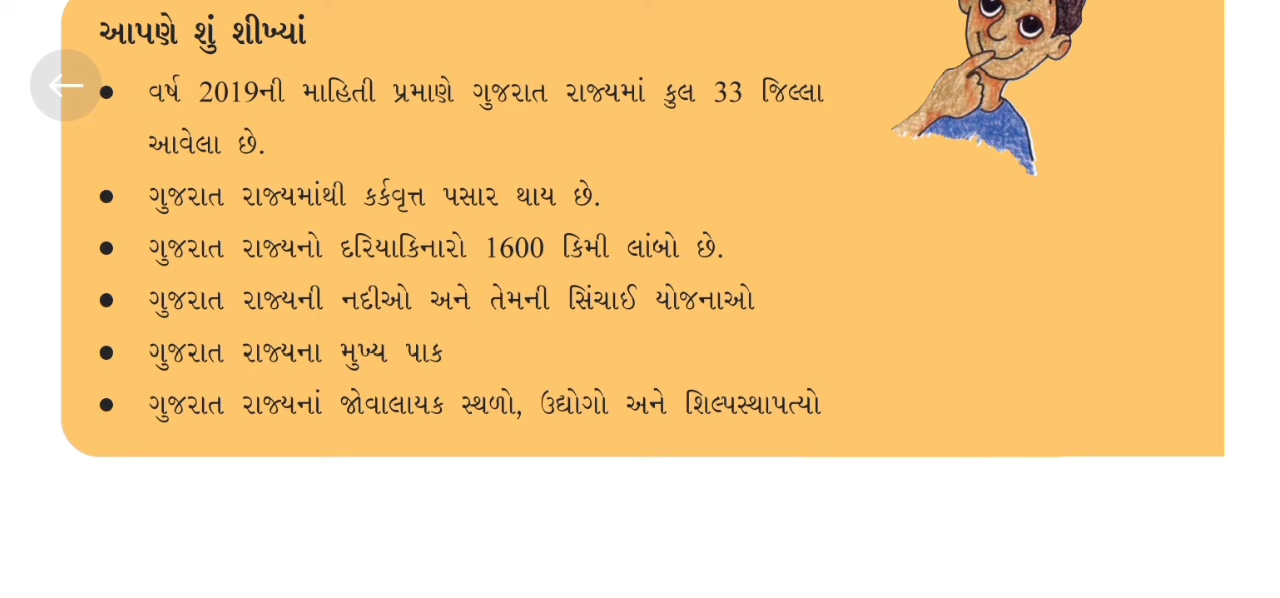 આપણે શું શીખ્યાં
● વર્ષ 2019ની માહિતી પ્રમાણે ગુજરાત રાજ્યમાં કુલ 33 જિલ્લા
આવેલા છે.
● ગુજરાત રાજ્યમાંથી કર્કવૃત્ત પસાર થાય છે.
● ગુજરાત રાજ્યનો દરિયાકિનારો 1600 કિમી લાંબો છે.
● ગુજરાત રાજ્યની નદીઓ અને તેમની સિંચાઈ યોજનાઓ
● ગુજરાત રાજ્યના મુખ્ય પાક
● ગુજરાત રાજ્યનાં જોવાલાયક સ્થળો, ઉદ્યોગો અને શિલ્પસ્થાપત્યો